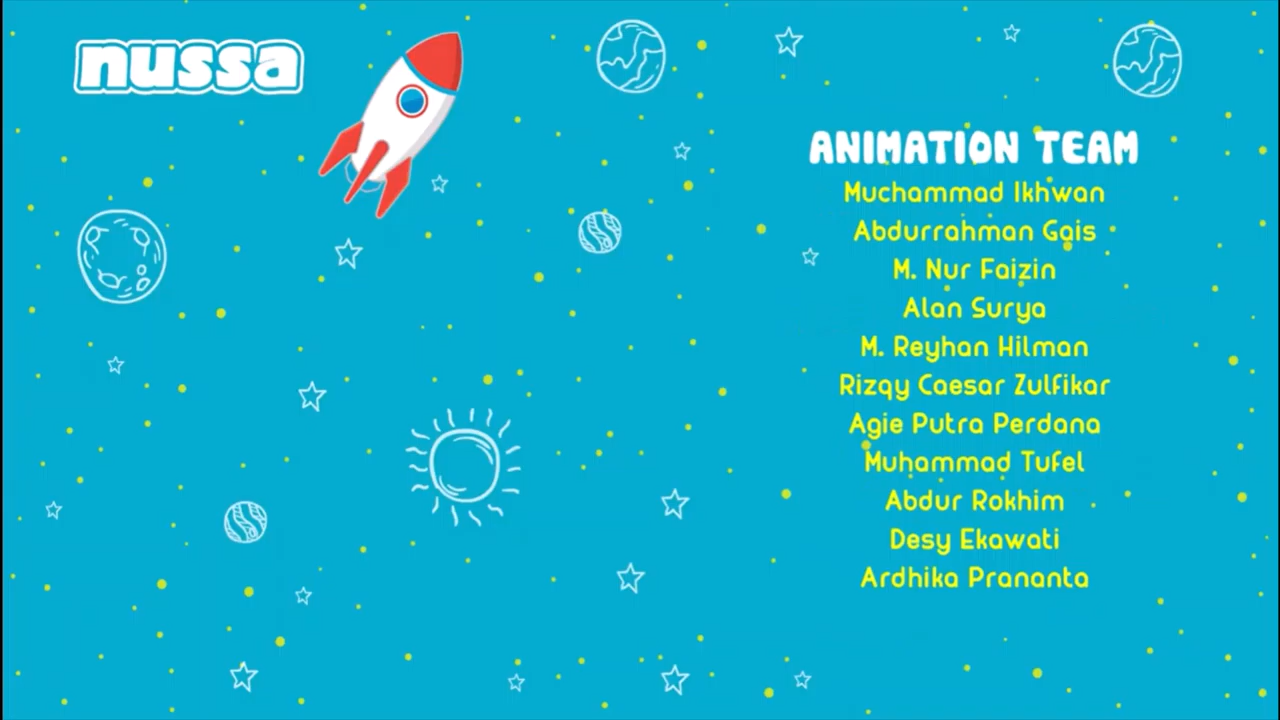 nussa
ANIMATION TEAM
Muchammad Ikhwan
Abdurrahman Gais
M. Nur Faizin
Alan Surya
M. Reyhan Hilman
Rizqy Caesar Zulfikar
Agie Putra Perdana
Muhammad Tufel
Abdur Rokhim
Desy Ekawati
Ardhika Prananta